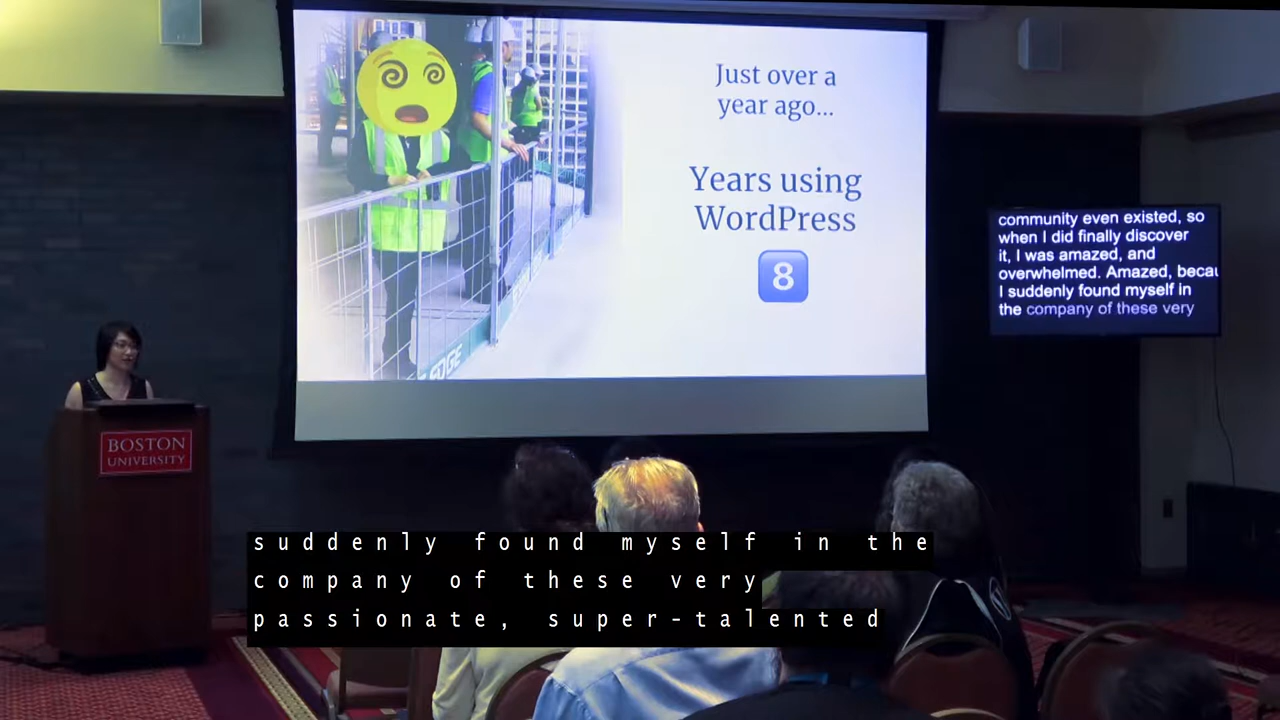 Just over a
year ago...
Years using
WordPress
8
community even existed, so
when I did finally discover
it, I was amazed, and
overwhelmed. Amazed, becau
I suddenly found myself in
the company of these very
BOSTON
UNIVERSITY
EDGE
suddenly found myself in the
company of these very
passionate, super-talented